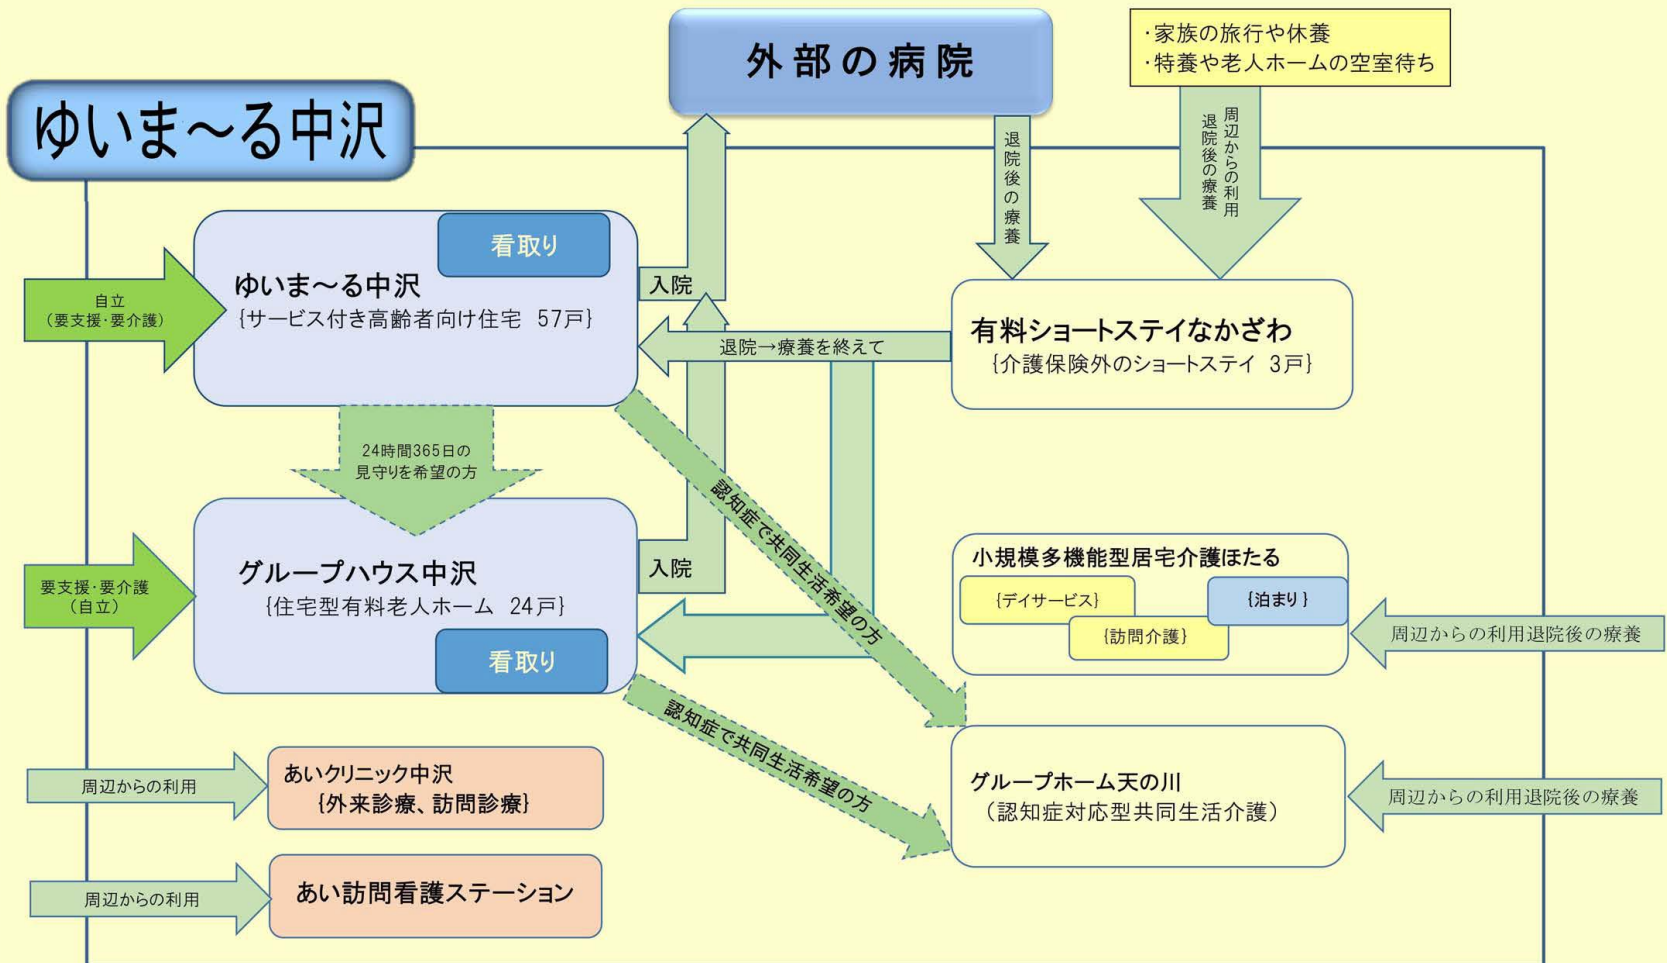 外部の病院
・家族の旅行や休養
・特養や老人ホームの空室待ち
ゆいま～る中沢
退院後の療養
周辺からの利用
退院後の療養
看取り
ゆいま～る中沢
{サービス付き高齢者向け住宅 57戸}
自立
(要支援・要介護)
入院
退院→療養を終えて
有料ショートステイなかざわ
{介護保険外のショートステイ 3戸}
24時間365日の
見守りを希望の方
認知症で共同生活希望の方
グループハウス中沢
{住宅型有料老人ホーム 24戸}
看取り
要支援・要介護
(自立)
入院
小規模多機能型居宅介護ほたる
{デイサービス}
{泊まり}
{訪問介護}
周辺からの利用退院後の療養
認知症で共同生活希望の方
グループホーム天の川
(認知症対応型共同生活介護)
周辺からの利用退院後の療養
周辺からの利用
あいクリニック中沢
{外来診療、訪問診療}
周辺からの利用
あい訪問看護ステーション